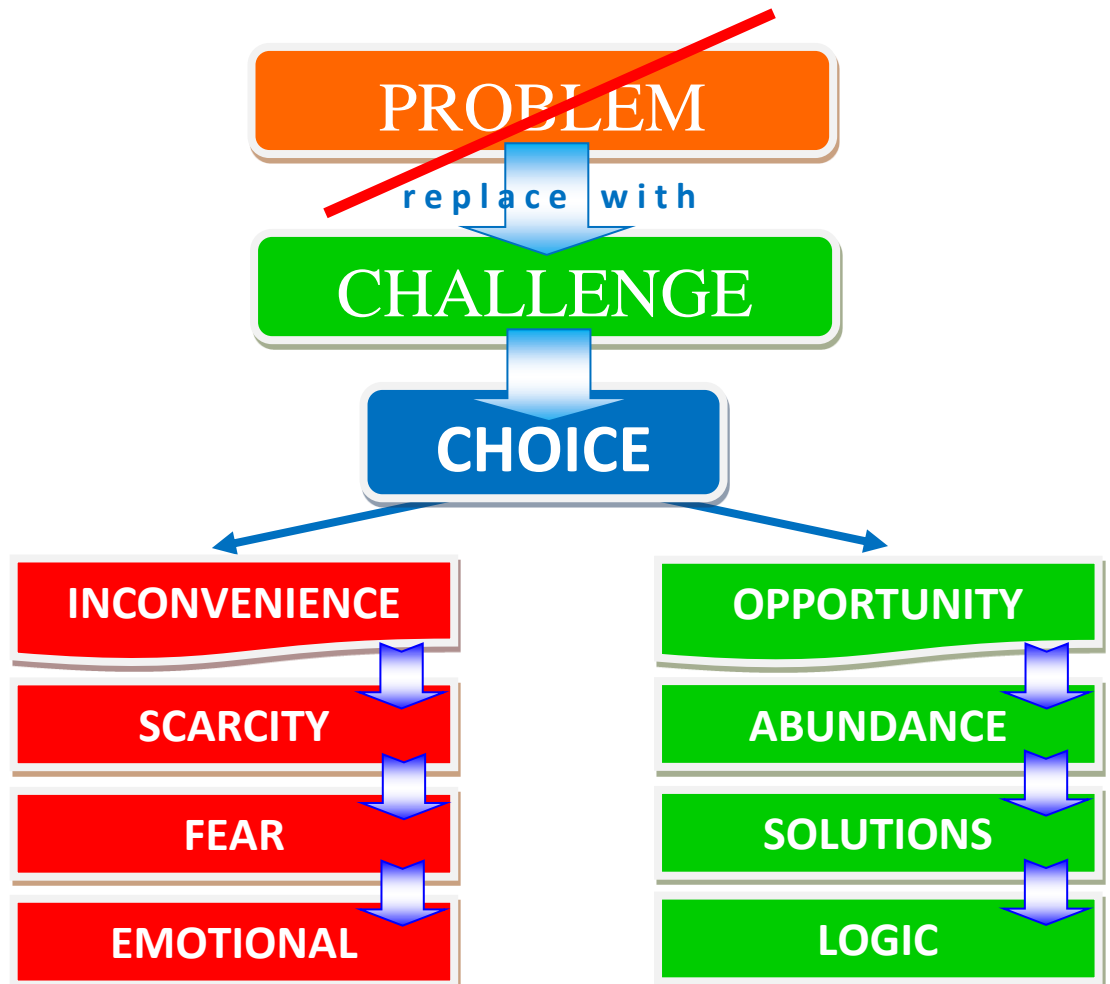 PROBLEM
replace with
CHALLENGE
CHOICE
INCONVENIENCE
SCARCITY
FEAR
EMOTIONAL
OPPORTUNITY
ABUNDANCE
SOLUTIONS
LOGIC